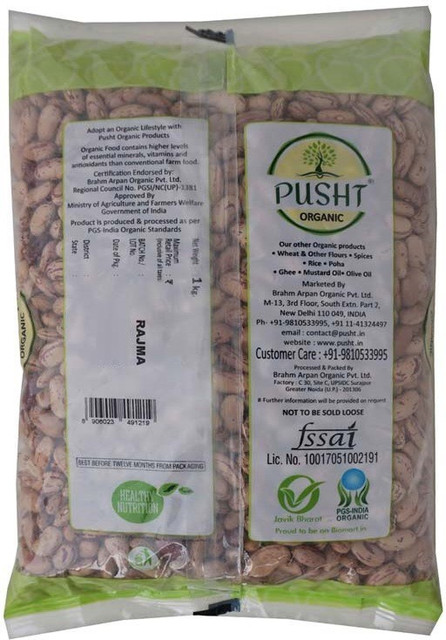 Adopt an Organic Lifestyle with
Pusht Organic Products
Organic Food contains higher levels
of essential minerals, vitamins and
antioxidants than conventional farm food.
Certification Endorsed by:
Brahm Arpan Organic Pvt. Ltd.
Regional Council No. PGSI/NC(UP)-1381
Approved By
Ministry of Agriculture and Farmers Welfare
Government of India
Product is produced & processed as per
PGS-India Organic Standards
Net Weight : 1 Kg.
Maximum
Retail Price : ₹
(inclusive of all taxes)
BATCH No./
LOT No.
Date of Pkg :
District
State
RAJMA
8 906023 491219
BEST BEFORE TWELVE MONTHS FROM PACKAGING
HEALTHY
NUTRITION
ORGANIC
PUSHT®
ORGANIC
Our other Organic products
• Wheat & Other Flours • Spices
• Rice • Poha
• Ghee • Mustard Oil• Olive Oil
Marketed By
Brahm Arpan Organic Pvt. Ltd.
M-13, 3rd Floor, South Extn. Part 2,
New Delhi 110 049, INDIA
Ph- +91-9810533995, +91 11-41324497
email : contact@pusht.in
website : www.pusht.in
Customer Care : +91-9810533995
Processed & Packed By
Brahm Arpan Organic Pvt. Ltd.
Factory : C 30, Site C, UPSIDC Surajpur
Greater Noida (U.P.) - 201306
# Further information will be provided on request
NOT TO BE SOLD LOOSE
fssai
Lic. No. 10017051002191
Jaivik Bharat
PGS-INDIA
ORGANIC
Proud to be an Biomart.in